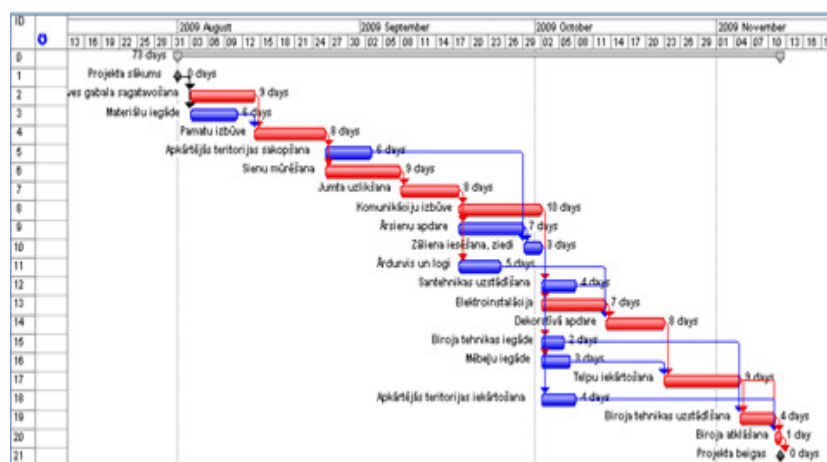 ID 2009 August 2009 September 2009 October 2009 November
13 16 19 22 25 28 31 03 06 09 12 15 18 21 24 27 30 02 05 08 11 14 17 20 23 26 29 02 05 08 11 14 17 20 23 26 29 01 04 07 10 13 16
0 73 days
1 Projekta sākums 0 days
2 ves gabala sagatavošana 9 days
3 Materiālu iegāde 6 days
4 Pamatu izbūve 8 days
5 Apkārtējās teritorijas sakopšana 6 days
6 Sienu mūrēšana 9 days
7 Jumta uzlikšana 8 days
8 Komunikāciju izbūve 10 days
9 Ārsienu apdare 7 days
10 Zāliena iesēšana, ziedi 3 days
11 Ārdurvis un logi 5 days
12 Santehnikas uzstādīšana 4 days
13 Elektroinstalācija 7 days
14 Dekoratīvā apdare 8 days
15 Biroja tehnikas iegāde 2 days
16 Mēbeļu iegāde 3 days
17 Telpu iekārtošana 9 days
18 Apkārtējās teritorijas iekārtošana 4 days
19 Biroja tehnikas uzstādīšana 4 days
20 Biroja atklāšana 1 day
21 Projekta beigas 0 days